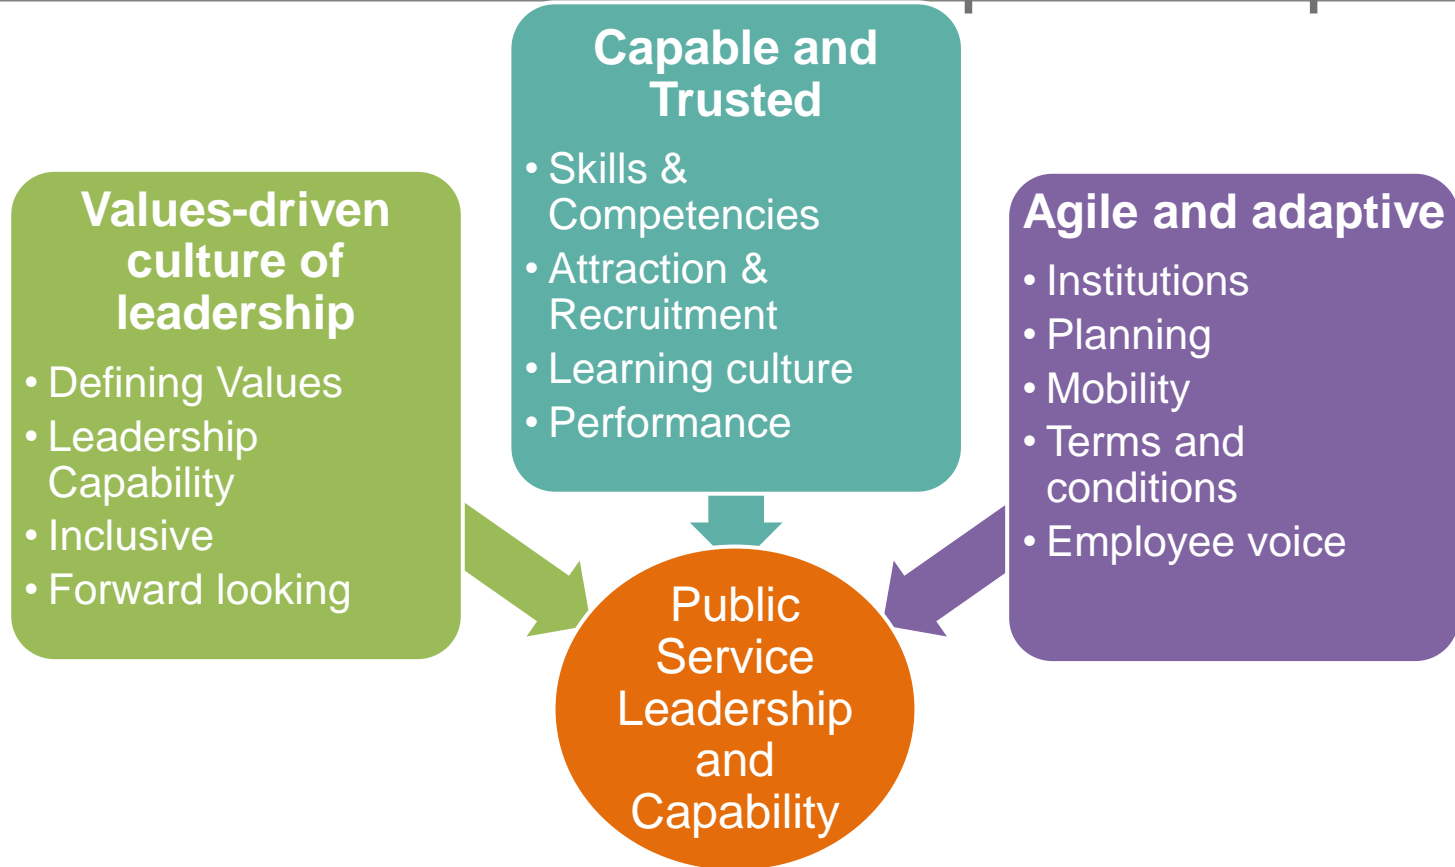 Values-driven
culture of
leadership
• Defining Values
• Leadership
Capability
• Inclusive
• Forward looking
Capable and
Trusted
• Skills &
Competencies
• Attraction &
Recruitment
• Learning culture
• Performance
Agile and adaptive
• Institutions
• Planning
• Mobility
• Terms and
conditions
• Employee voice
Public
Service
Leadership
and
Capability